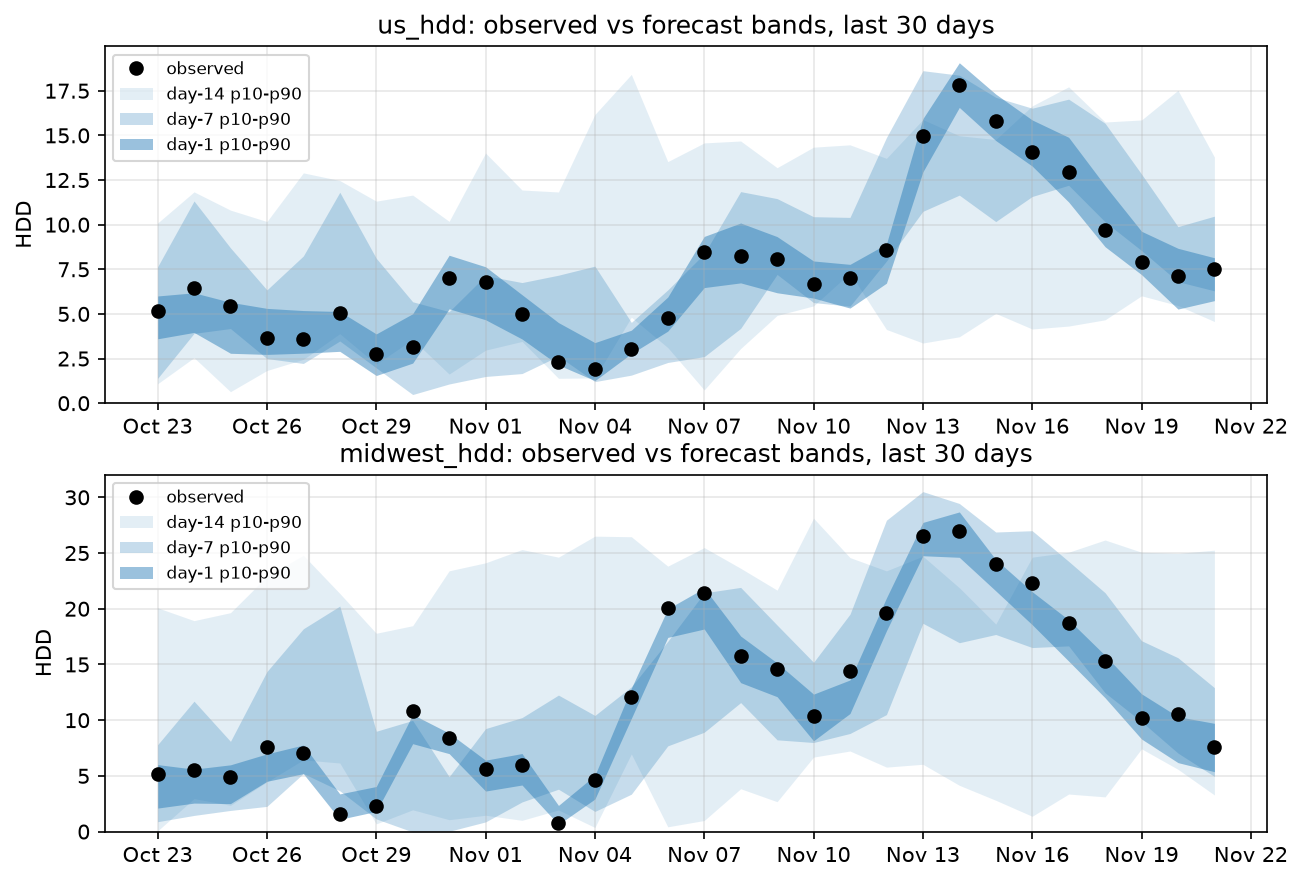 us_hdd: observed vs forecast bands, last 30 days
observed
day-14 p10-p90
day-7 p10-p90
day-1 p10-p90
HDD
17.5
15.0
12.5
10.0
7.5
5.0
2.5
0.0
Oct 23 Oct 26 Oct 29 Nov 01 Nov 04 Nov 07 Nov 10 Nov 13 Nov 16 Nov 19 Nov 22
midwest_hdd: observed vs forecast bands, last 30 days
observed
day-14 p10-p90
day-7 p10-p90
day-1 p10-p90
HDD
30
25
20
15
10
5
0
Oct 23 Oct 26 Oct 29 Nov 01 Nov 04 Nov 07 Nov 10 Nov 13 Nov 16 Nov 19 Nov 22